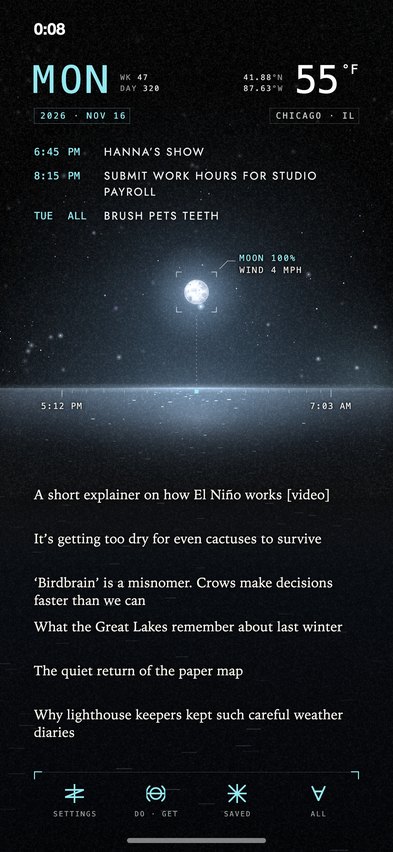 0:08
MON
WK 47
DAY 320
41.88°N
87.63°W
55°F
2026 · NOV 16
CHICAGO · IL
6:45 PM HANNA'S SHOW
8:15 PM SUBMIT WORK HOURS FOR STUDIO
PAYROLL
TUE ALL BRUSH PETS TEETH
MOON 100%
WIND 4 MPH
5:12 PM
7:03 AM
A short explainer on how El Niño works [video]
It's getting too dry for even cactuses to survive
‘Birdbrain’ is a misnomer. Crows make decisions
faster than we can
What the Great Lakes remember about last winter
The quiet return of the paper map
Why lighthouse keepers kept such careful weather
diaries
SETTINGS
DO · GET
SAVED
ALL